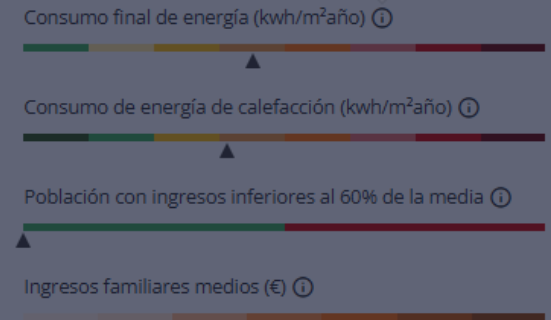 Consumo final de energía (kwh/m²año)
Consumo de energía de calefacción (kwh/m²año)
Población con ingresos inferiores al 60% de la media
Ingresos familiares medios (€)